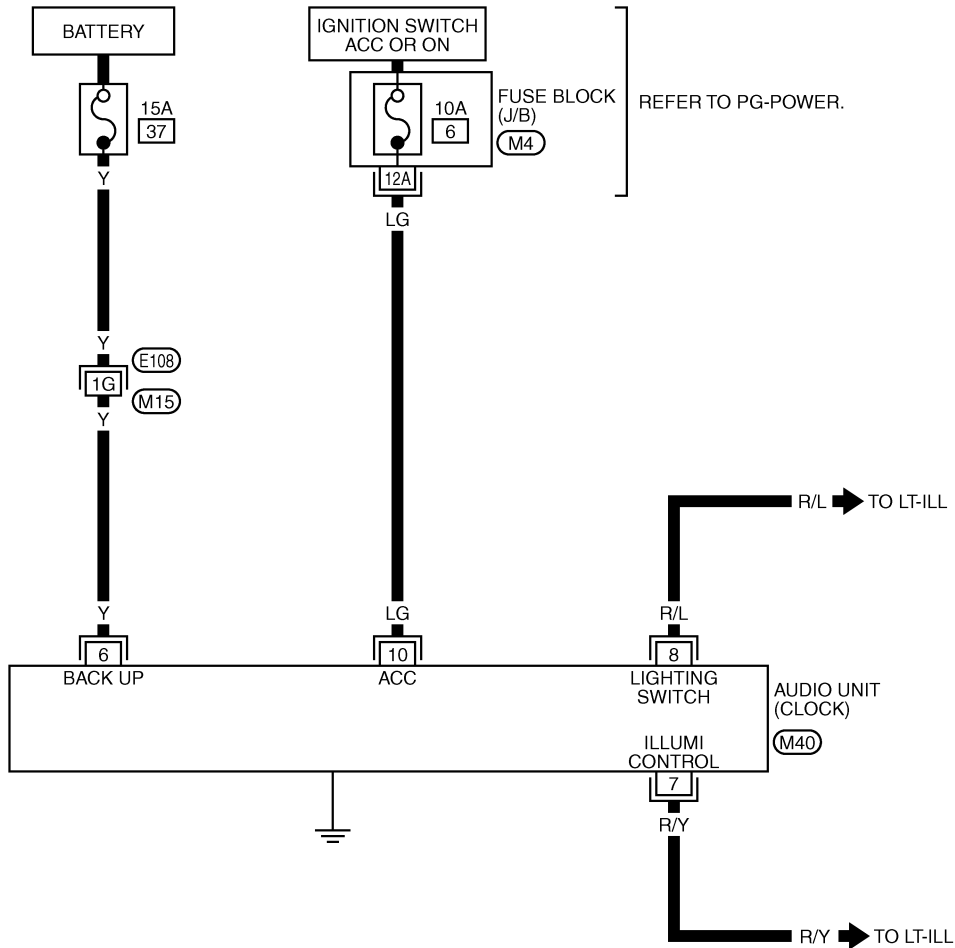 BATTERY
IGNITION SWITCH
ACC OR ON
15A
37
10A
6
FUSE BLOCK
(J/B)
M4
REFER TO PG-POWER.
12A
Y
LG
Y
E108
1G
M15
Y
R/L
TO LT-ILL
Y
LG
R/L
6
10
8
BACK UP
ACC
LIGHTING
SWITCH
AUDIO UNIT
(CLOCK)
M40
ILLUMI
CONTROL
7
R/Y
R/Y
TO LT-ILL